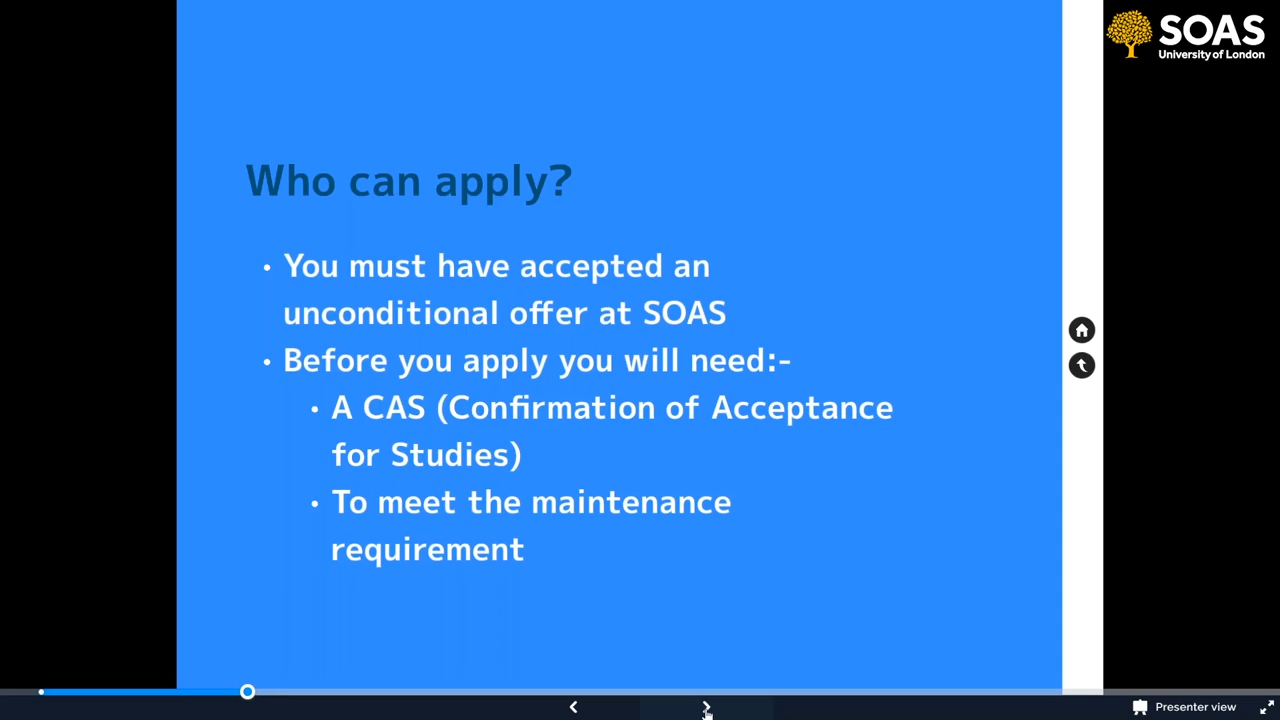 SOAS
University of London
Who can apply?
• You must have accepted an
unconditional offer at SOAS
• Before you apply you will need:-
• A CAS (Confirmation of Acceptance
for Studies)
• To meet the maintenance
requirement
Presenter view